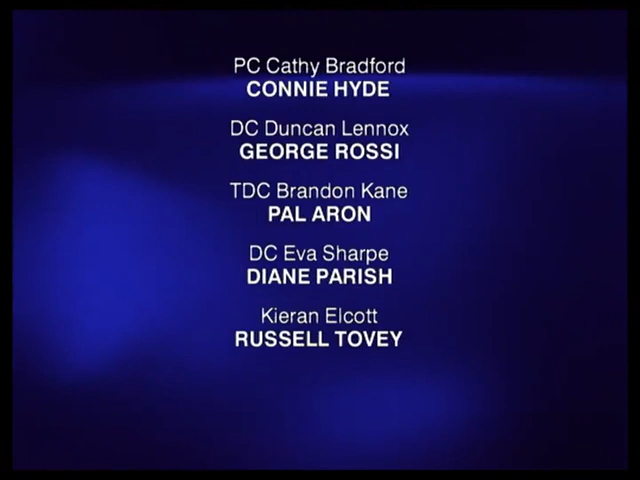 PC Cathy Bradford
CONNIE HYDE
DC Duncan Lennox
GEORGE ROSSI
TDC Brandon Kane
PAL ARON
DC Eva Sharpe
DIANE PARISH
Kieran Elcott
RUSSELL TOVEY